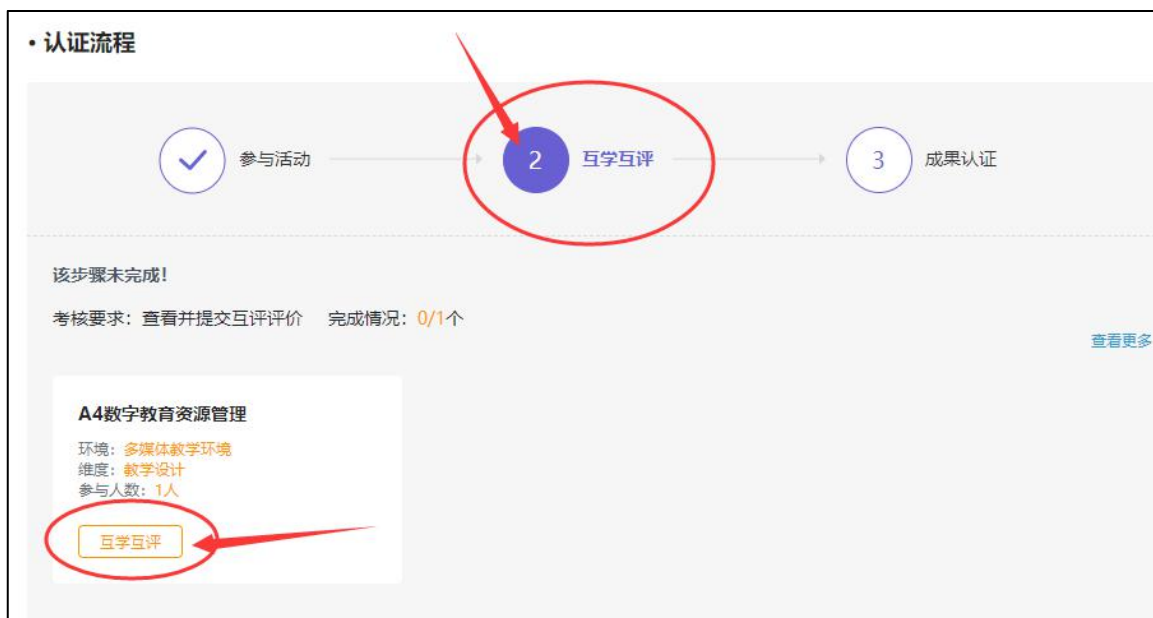 • 认证流程
参与活动
2 互学互评
3 成果认证
该步骤未完成！
考核要求：查看并提交互评评价 完成情况：0/1个
查看更多
A4数字教育资源管理
环境：多媒体教学环境
维度：教学设计
参与人数：1人
互学互评